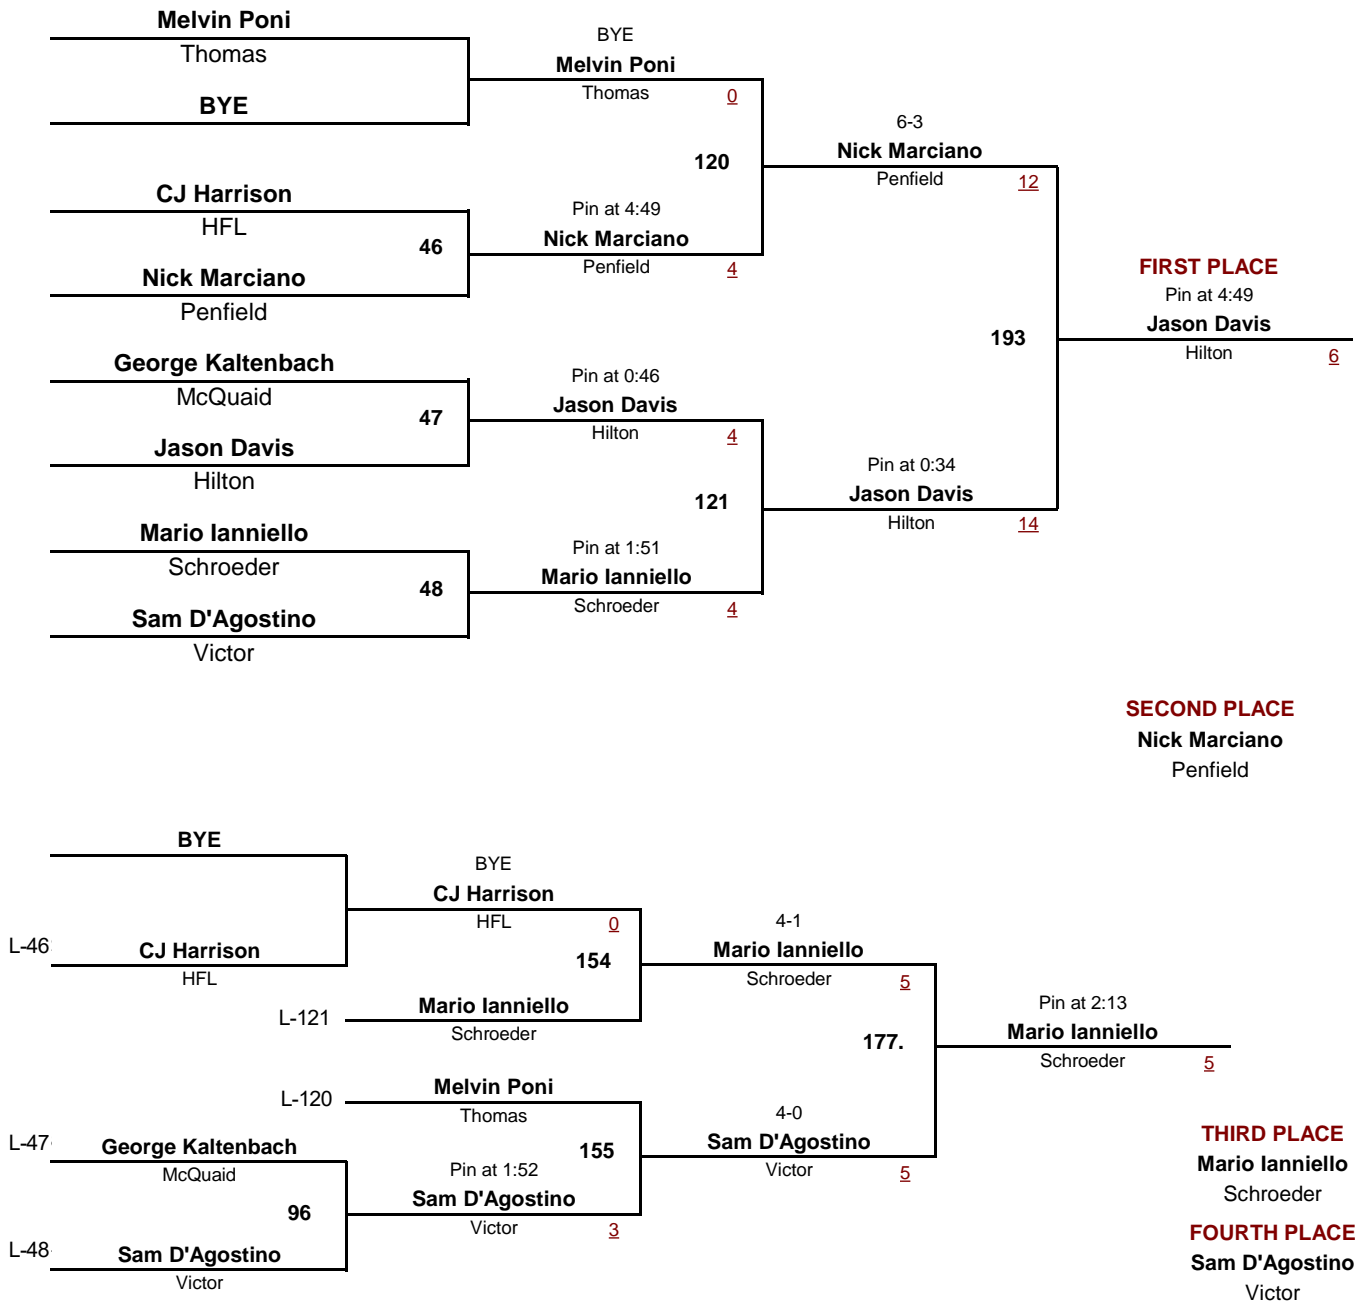 Melvin Poni
Thomas
BYE
BYE
Melvin Poni
Thomas
0
120
6-3
Nick Marciano
Penfield
12
CJ Harrison
HFL
46
Nick Marciano
Penfield
Pin at 4:49
Nick Marciano
Penfield
4
FIRST PLACE
Pin at 4:49
Jason Davis
Hilton
6
193
George Kaltenbach
McQuaid
47
Jason Davis
Hilton
Pin at 0:46
Jason Davis
Hilton
4
121
Pin at 0:34
Jason Davis
Hilton
14
Mario Ianniello
Schroeder
48
Sam D'Agostino
Victor
Pin at 1:51
Mario Ianniello
Schroeder
4
SECOND PLACE
Nick Marciano
Penfield
BYE
L-46
CJ Harrison
HFL
BYE
CJ Harrison
HFL
0
154
L-121
Mario Ianniello
Schroeder
4-1
Mario Ianniello
Schroeder
5
177.
Pin at 2:13
Mario Ianniello
Schroeder
5
L-120
Melvin Poni
Thomas
155
L-47
George Kaltenbach
McQuaid
96
L-48
Sam D'Agostino
Victor
Pin at 1:52
Sam D'Agostino
Victor
3
4-0
Sam D'Agostino
Victor
5
THIRD PLACE
Mario Ianniello
Schroeder
FOURTH PLACE
Sam D'Agostino
Victor